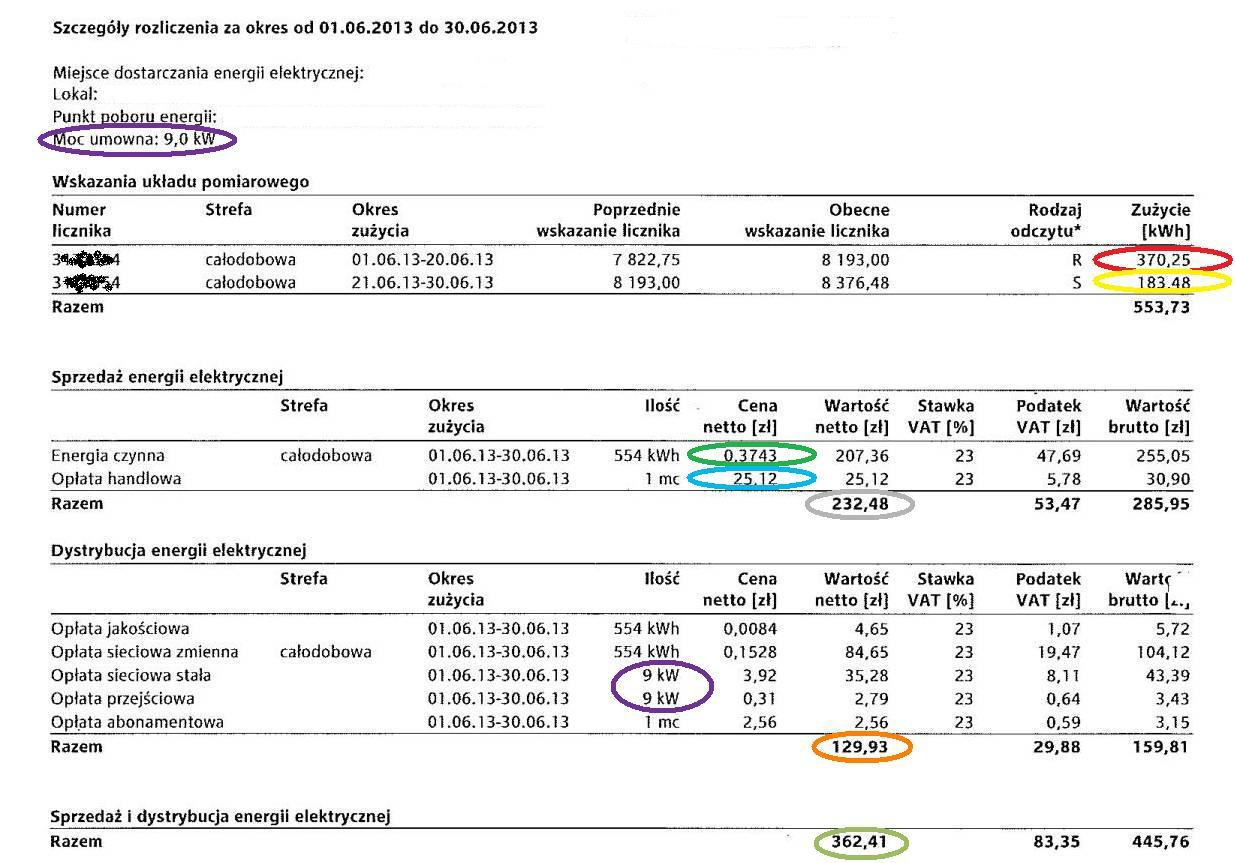 Szczegóły rozliczenia za okres od 01.06.2013 do 30.06.2013
Miejsce dostarczania energii elektrycznej:
Lokal:
Punkt poboru energii:
Moc umowna: 9,0 kW
Wskazania układu pomiarowego
Numer licznika Strefa Okres zużycia Poprzednie wskazanie licznika Obecne wskazanie licznika Rodzaj odczytu* Zużycie [kWh]
całodobowa 01.06.13-20.06.13 7 822,75 8 193,00 R 370,25
całodobowa 21.06.13-30.06.13 8 193,00 8 376,48 S 183,48
Razem 553,73
Sprzedaż energii elektrycznej
Strefa Okres zużycia Ilość Cena netto [zł] Wartość netto [zł] Stawka VAT [%] Podatek VAT [zł] Wartość brutto [zł]
Energia czynna całodobowa 01.06.13-30.06.13 554 kWh 0,3743 207,36 23 47,69 255,05
Opłata handlowa 01.06.13-30.06.13 1 mc 25,12 25,12 23 5,78 30,90
Razem 232,48 53,47 285,95
Dystrybucja energii elektrycznej
Strefa Okres zużycia Ilość Cena netto [zł] Wartość netto [zł] Stawka VAT [%] Podatek VAT [zł] brutto
Opłata jakościowa 01.06.13-30.06.13 554 kWh 0,0084 4,65 23 1,07 5,72
Opłata sieciowa zmienna całodobowa 01.06.13-30.06.13 554 kWh 0,1528 84,65 23 19,47 104,12
Opłata sieciowa stała 01.06.13-30.06.13 9 kW 3,92 35,28 23 8,11 43,39
Opłata przejściowa 01.06.13-30.06.13 9 kW 0,31 2,79 23 0,64 3,43
Opłata abonamentowa 01.06.13-30.06.13 1 mc 2,56 2,56 23 0,59 3,15
Razem 129,93 29,88 159,81
Sprzedaż i dystrybucja energii elektrycznej
Razem 362,41 83,35 445,76